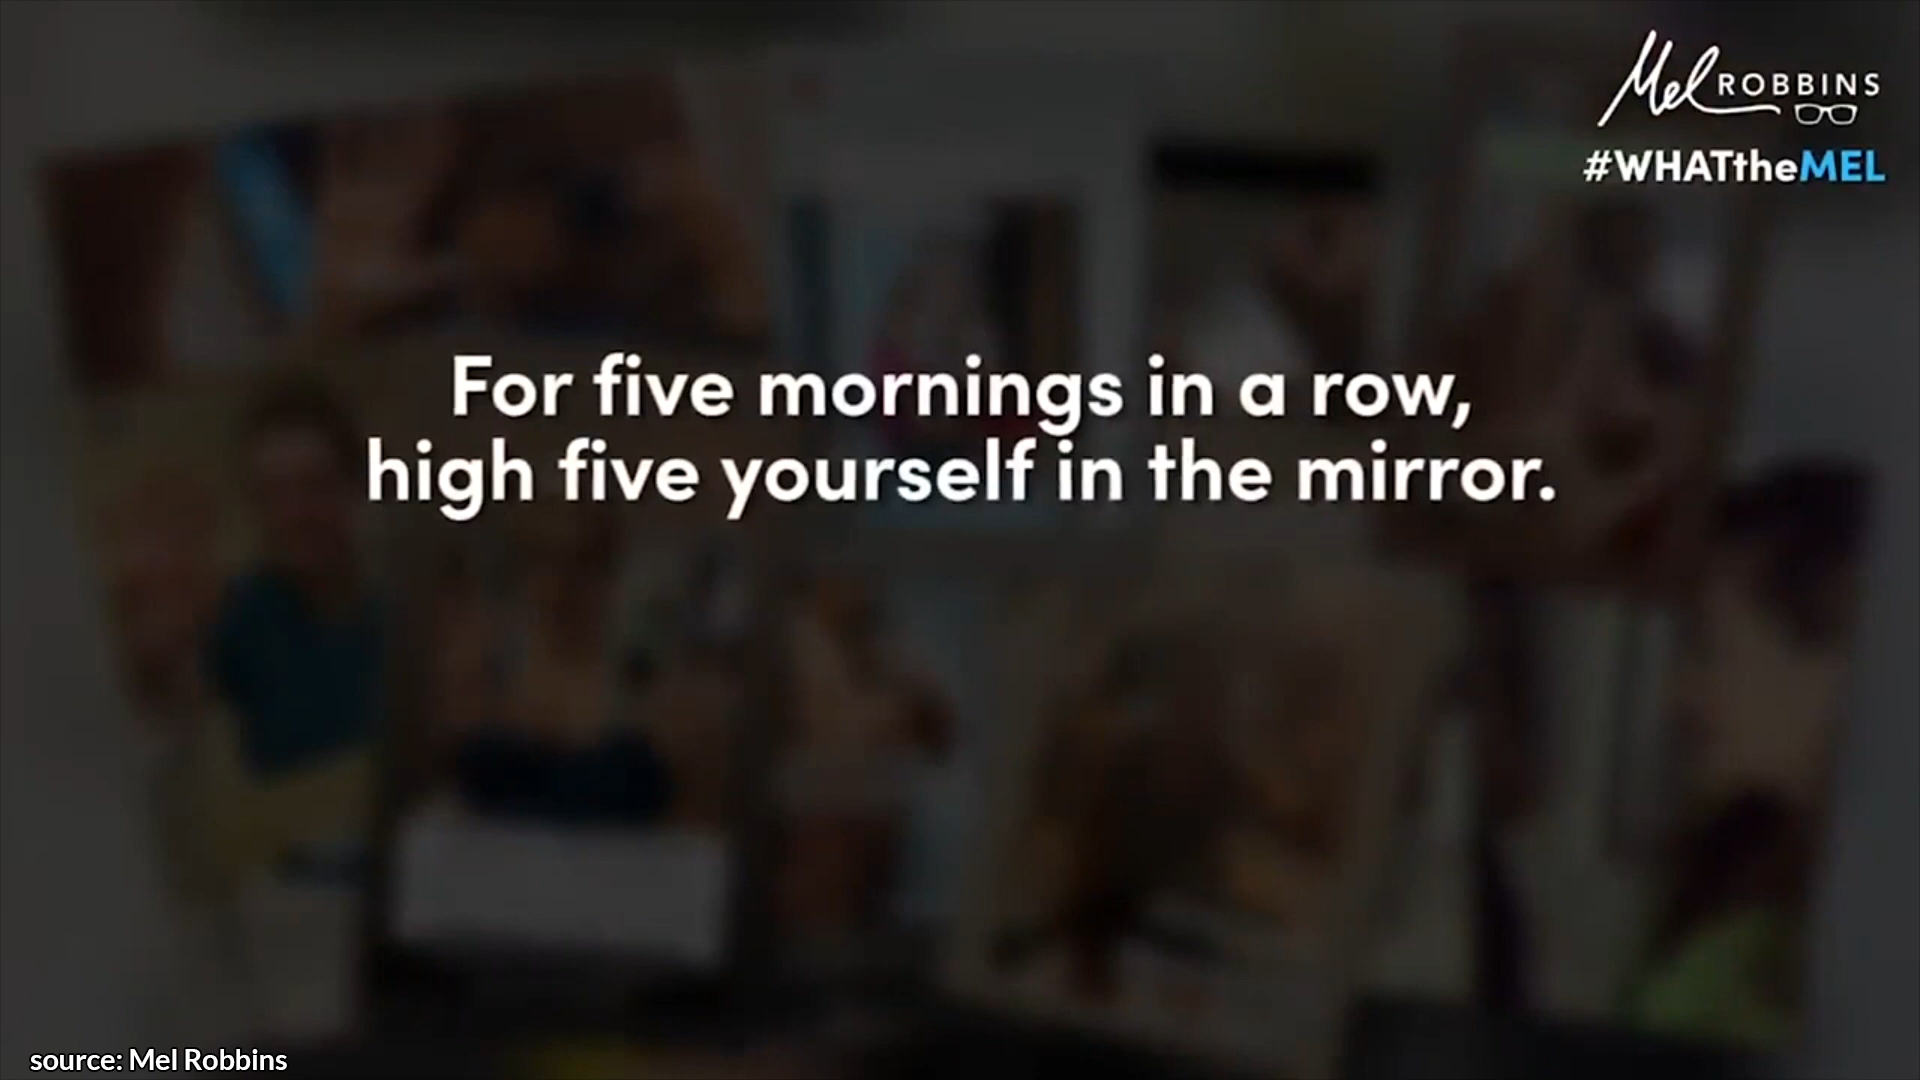 Mel ROBBINS
#WHATtheMEL
For five mornings in a row,
high five yourself in the mirror.
source: Mel Robbins